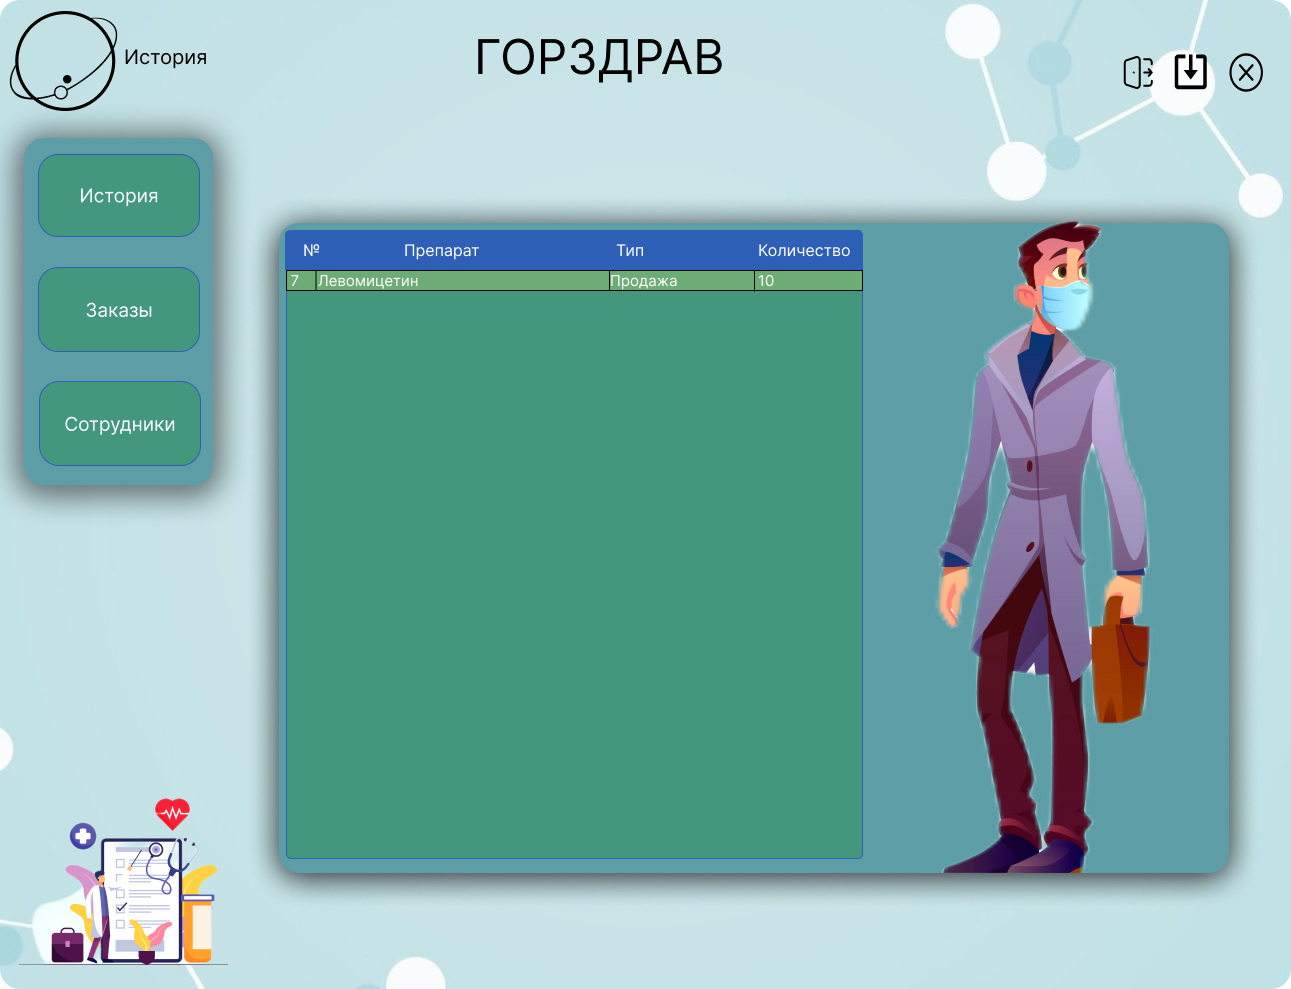 История
ГОРЗДРАВ
История
Заказы
Сотрудники
№ Препарат Тип Количество
7 Левомицетин Продажа 10